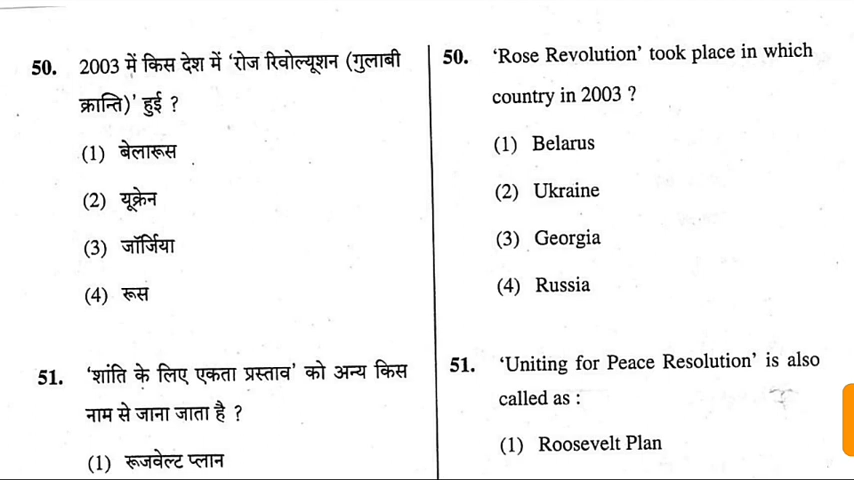 50. 2003 में किस देश में ‘रोज रिवोल्यूशन (गुलाबी
क्रान्ति)’ हुई ?
(1) बेलारूस
(2) यूक्रेन
(3) जॉर्जिया
(4) रूस
51. ‘शांति के लिए एकता प्रस्ताव’ को अन्य किस
नाम से जाना जाता है ?
(1) रूजवेल्ट प्लान
50. ‘Rose Revolution’ took place in which
country in 2003 ?
(1) Belarus
(2) Ukraine
(3) Georgia
(4) Russia
51. ‘Uniting for Peace Resolution’ is also
called as :
(1) Roosevelt Plan